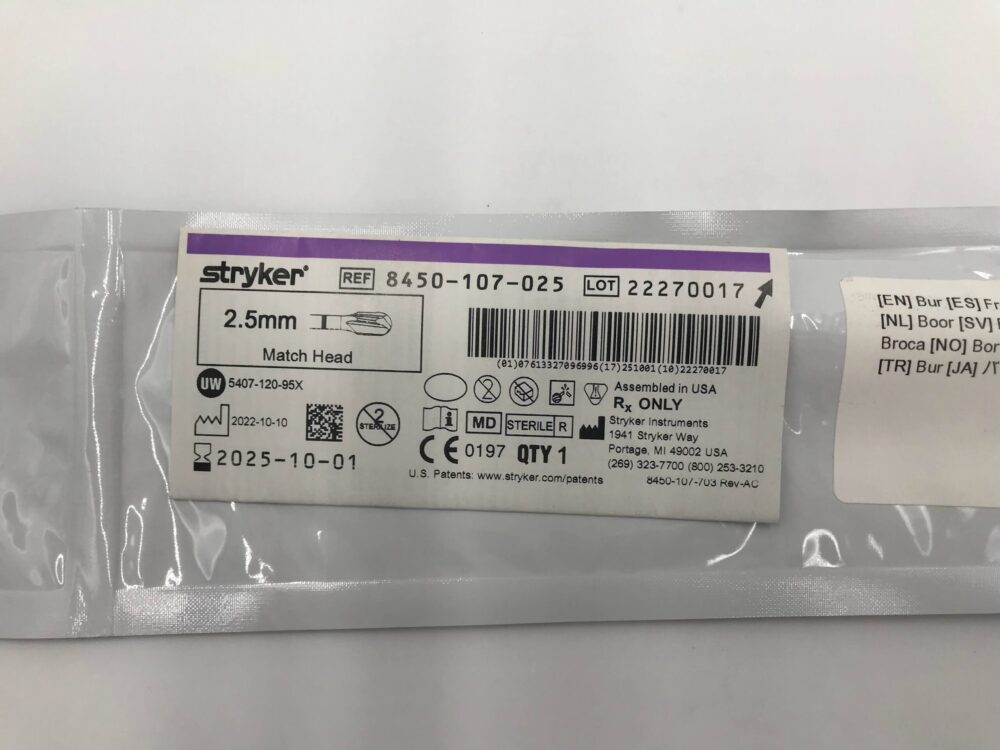 stryker®
REF 8450-107-025 LOT 22270017
2.5mm
Match Head
(01)07613327096996(17)251001(10)22270017
UW 5407-120-95X
2
Assembled in USA
Rx ONLY
2022-10-10
2 STERILIZE
i MD STERILE R
Stryker Instruments
1941 Stryker Way
Portage, MI 49002 USA
(269) 323-7700 (800) 253-3210
2025-10-01
CE 0197 QTY 1
U.S. Patents: www.stryker.com/patents
8450-107-703 Rev-AC
[EN] Bur [ES] Fr
[NL] Boor [SV]
Broca [NO] Bor
[TR] Bur [JA]